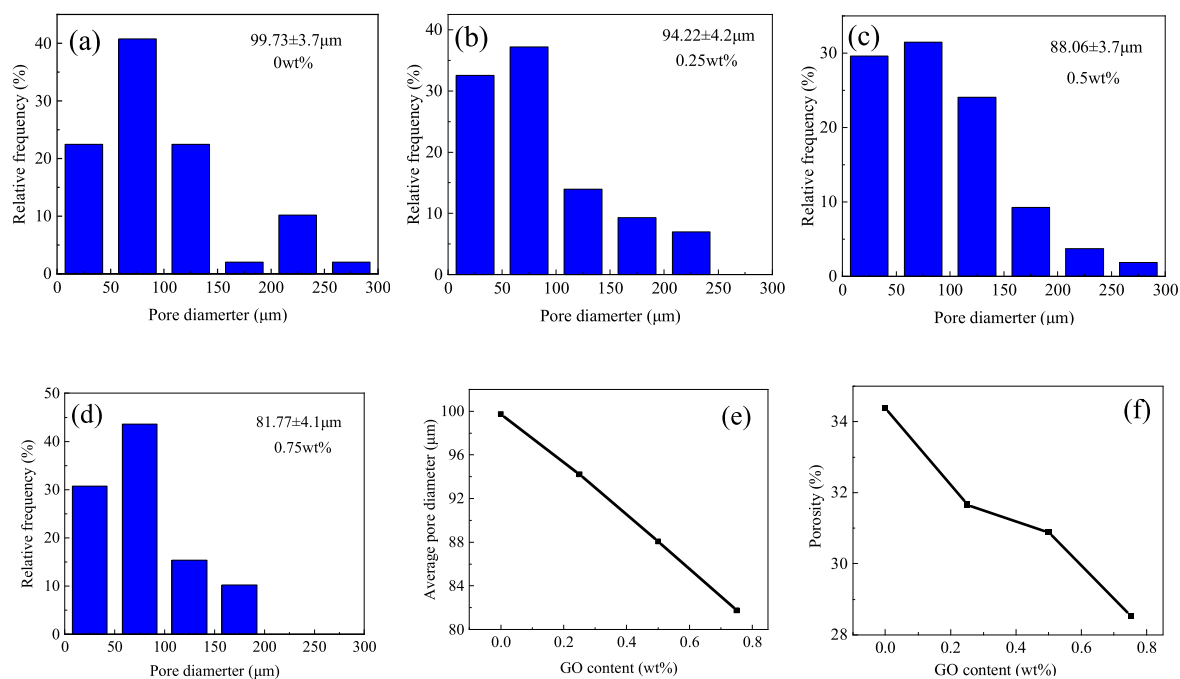 (a)
99.73±3.7μm
0wt%
40
30
20
10
0
Relative frequency (%)
0 50 100 150 200 250 300
Pore diamerter (μm)
(b)
94.22±4.2μm
0.25wt%
40
30
20
10
0
Relative frequency (%)
0 50 100 150 200 250 300
Pore diamerter (μm)
(c)
88.06±3.7μm
0.5wt%
30
20
10
0
Relative frequency (%)
0 50 100 150 200 250 300
Pore diamerter (μm)
(d)
81.77±4.1μm
0.75wt%
50
40
30
20
10
0
Relative frequency (%)
0 50 100 150 200 250 300
Pore diamerter (μm)
(e)
100
96
92
88
84
80
Average pore diameter (μm)
0.0 0.2 0.4 0.6 0.8
GO content (wt%)
(f)
34
32
30
28
Porosity (%)
0.0 0.2 0.4 0.6 0.8
GO content (wt%)